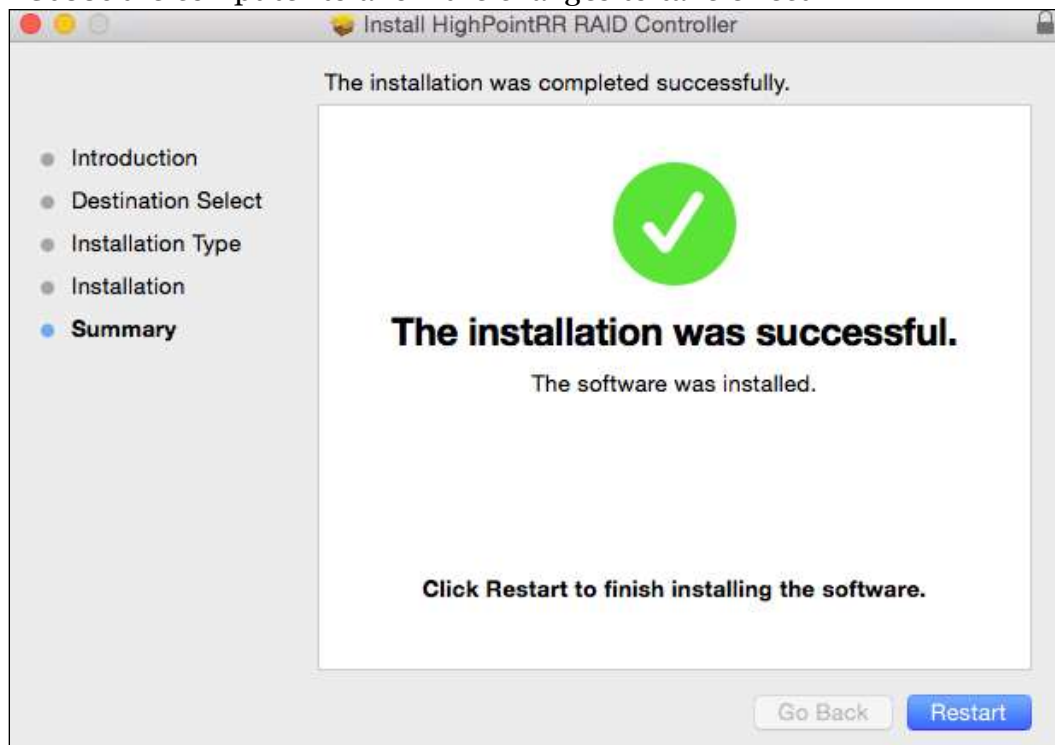 Install HighPointRR RAID Controller
The installation was completed successfully.
Introduction
Destination Select
Installation Type
Installation
Summary
The installation was successful.
The software was installed.
Click Restart to finish installing the software.
Go Back
Restart